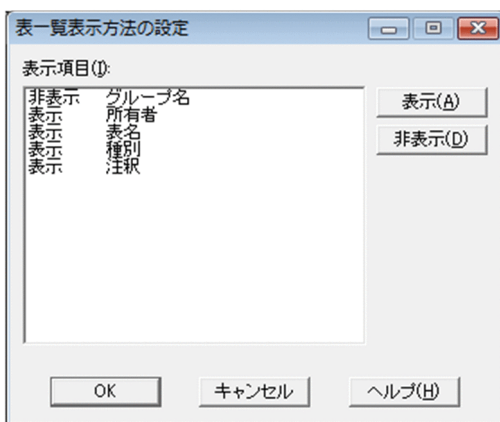 表一覧表示方法の設定
表示項目(I):
非表示 グループ名
表示 所有者
表示 表名
表示 種別
表示 注釈
表示(A)
非表示(D)
OK キャンセル ヘルプ(H)